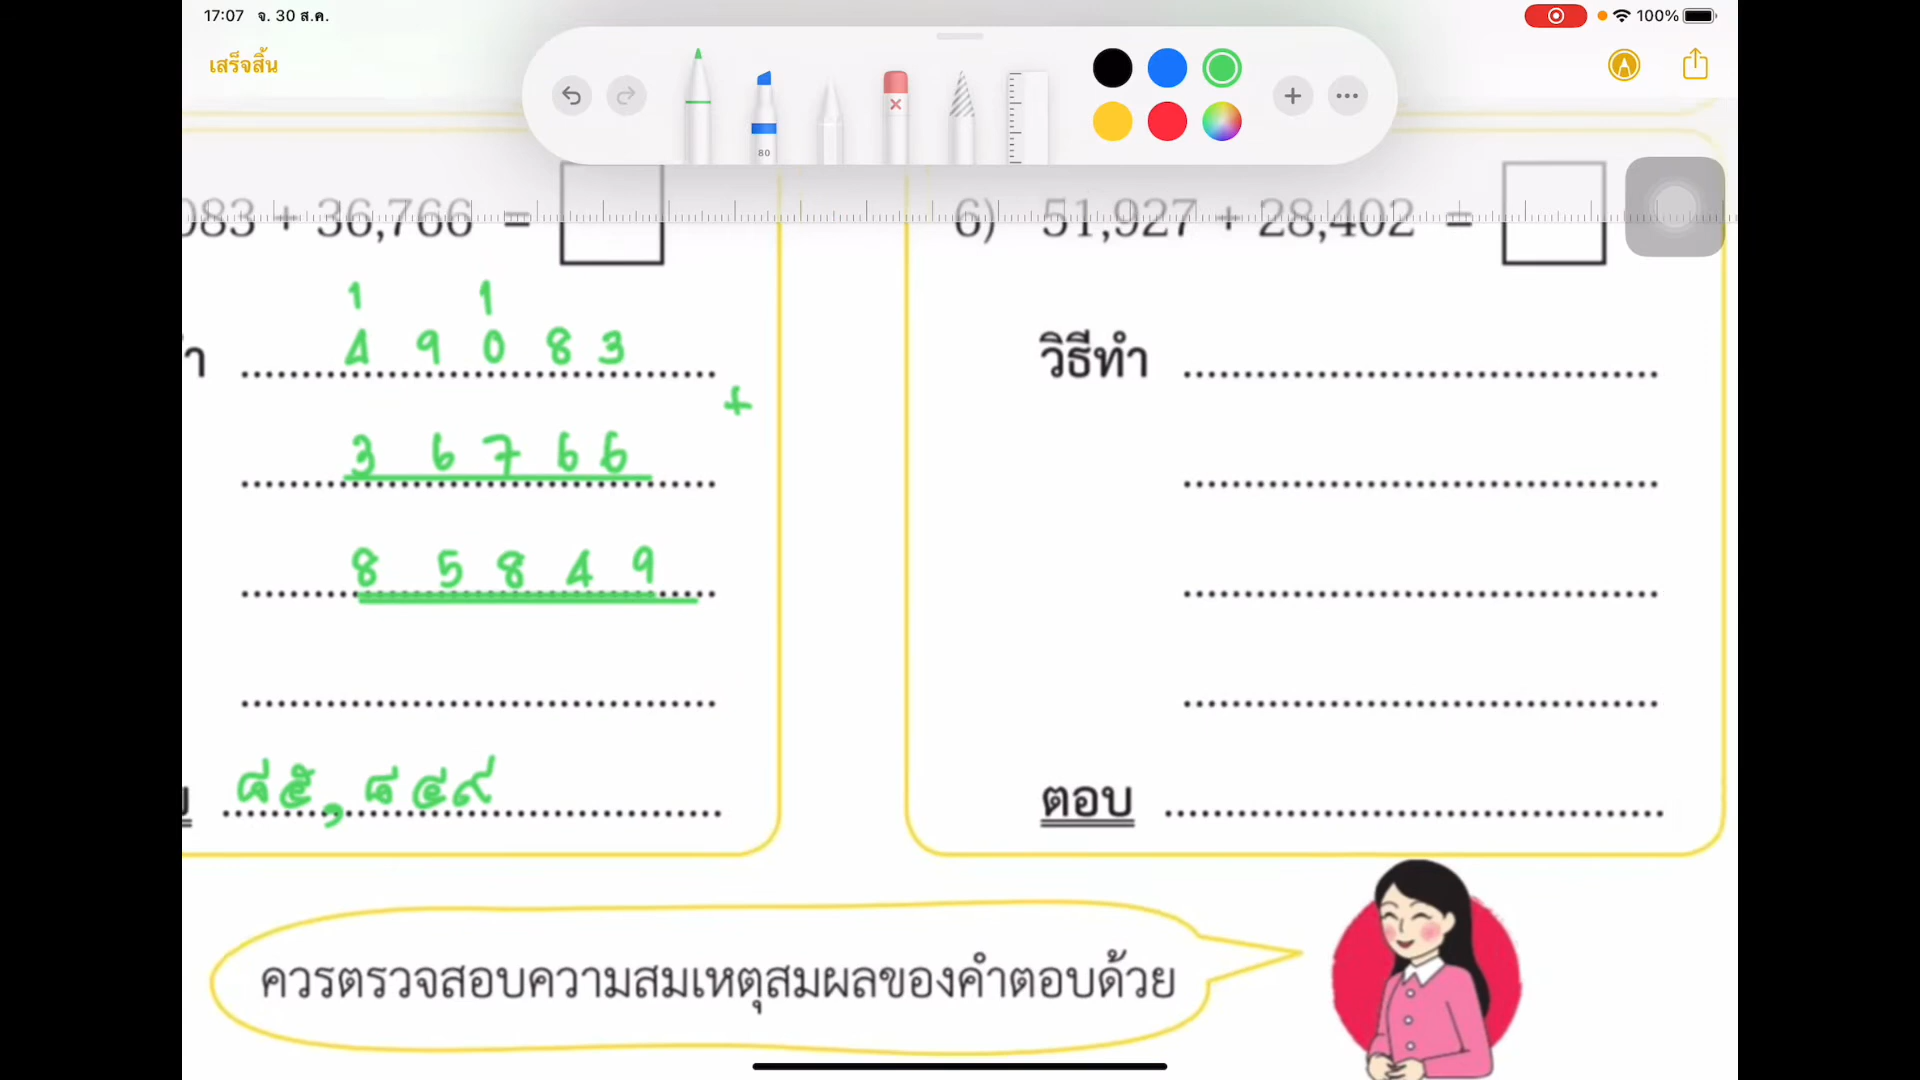 17:07 จ. 30 ส.ค.
100%
เสร็จสิ้น
80
083 + 36,766 =
1 1
4 9 0 8 3
+
3 6 7 6 6
8 5 8 4 9
๘๕,๘๔๙
6) 51,927 + 28,402 =
วิธีทำ
ตอบ
ควรตรวจสอบความสมเหตุสมผลของคำตอบด้วย